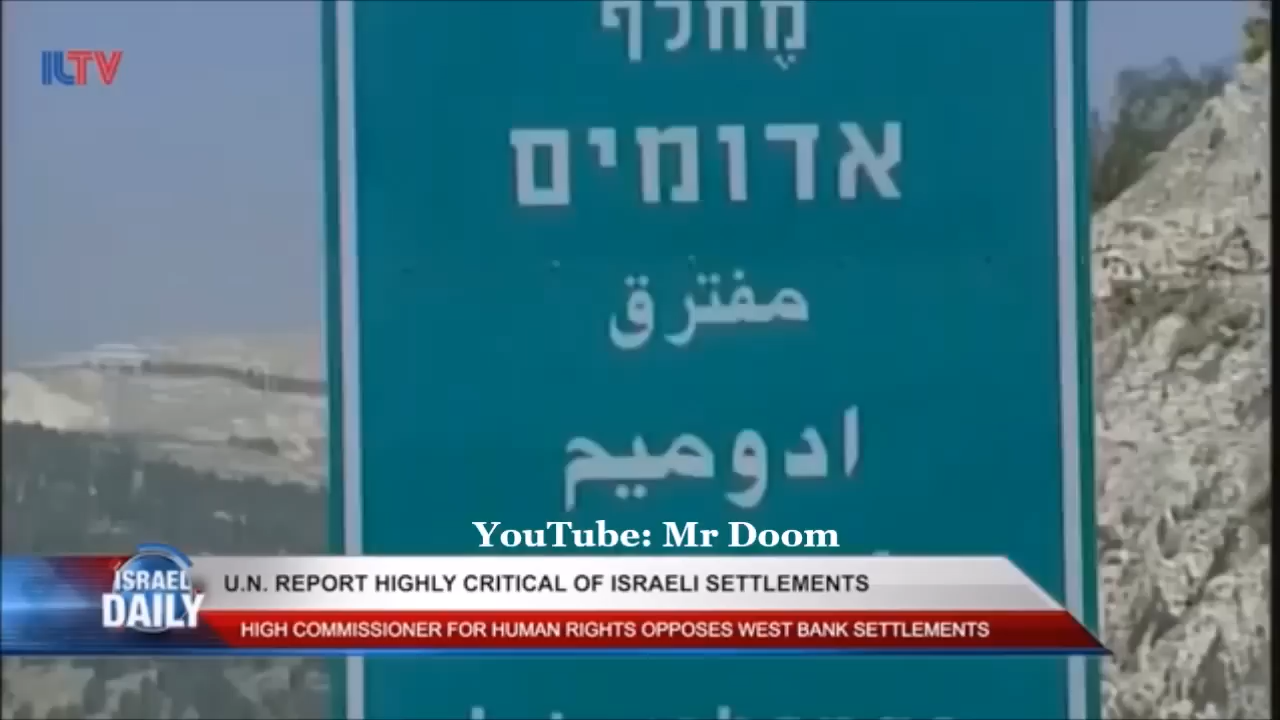 ILTV
מֶחלף
אדומים
مفترق
ادوميم
YouTube: Mr Doom
ISRAEL
DAILY
U.N. REPORT HIGHLY CRITICAL OF ISRAELI SETTLEMENTS
HIGH COMMISSIONER FOR HUMAN RIGHTS OPPOSES WEST BANK SETTLEMENTS